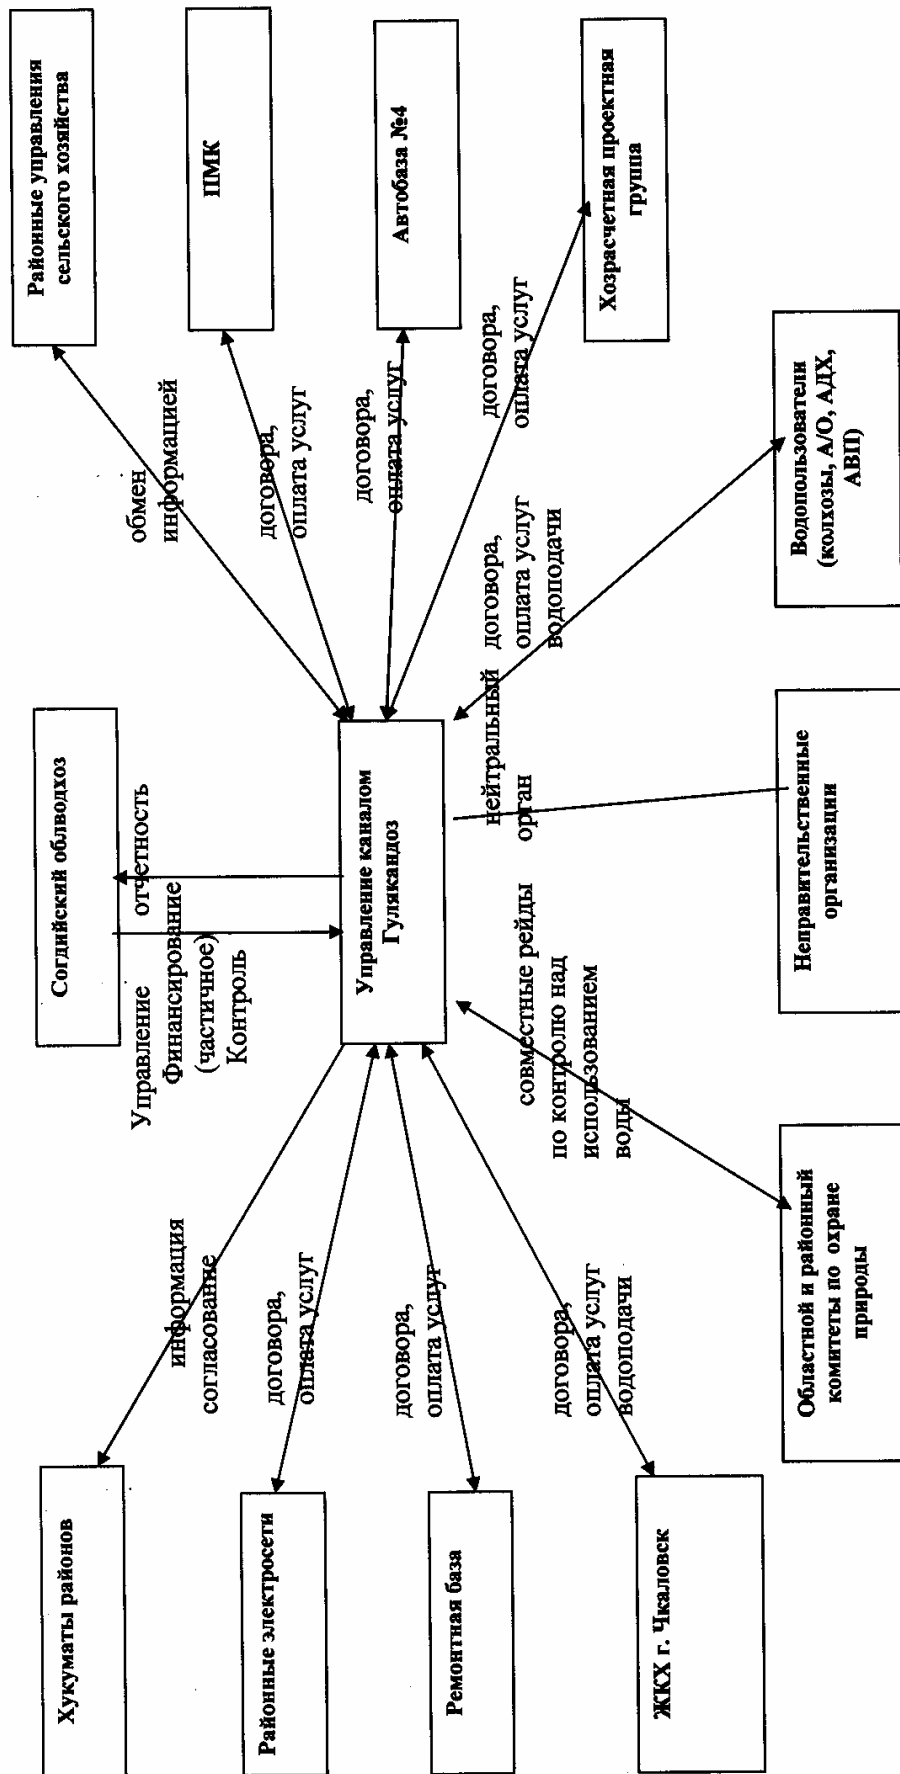 Согдийский облводхоз
Управление
Финансирование
(частичное)
Контроль
отчетность
Управление каналом
Гулякандоз
Хукуматы районов
информация
согласование
Районные электросети
договора,
оплата услуг
Ремонтная база
договора,
оплата услуг
ЖКХ г. Чкаловск
договора,
оплата услуг
водоподачи
Областной и районный
комитеты по охране
природы
совместные рейды
по контролю над
использованием
воды
Неправительственные
организации
нейтральный
орган
Водопользователи
(колхозы, А/О, АДХ,
АВП)
договора,
оплата услуг
водоподачи
Хозрасчетная проектная
группа
договора,
оплата услуг
Автобаза №4
договора,
оплата услуг
ПМК
договора,
оплата услуг
Районные управления
сельского хозяйства
обмен
информацией